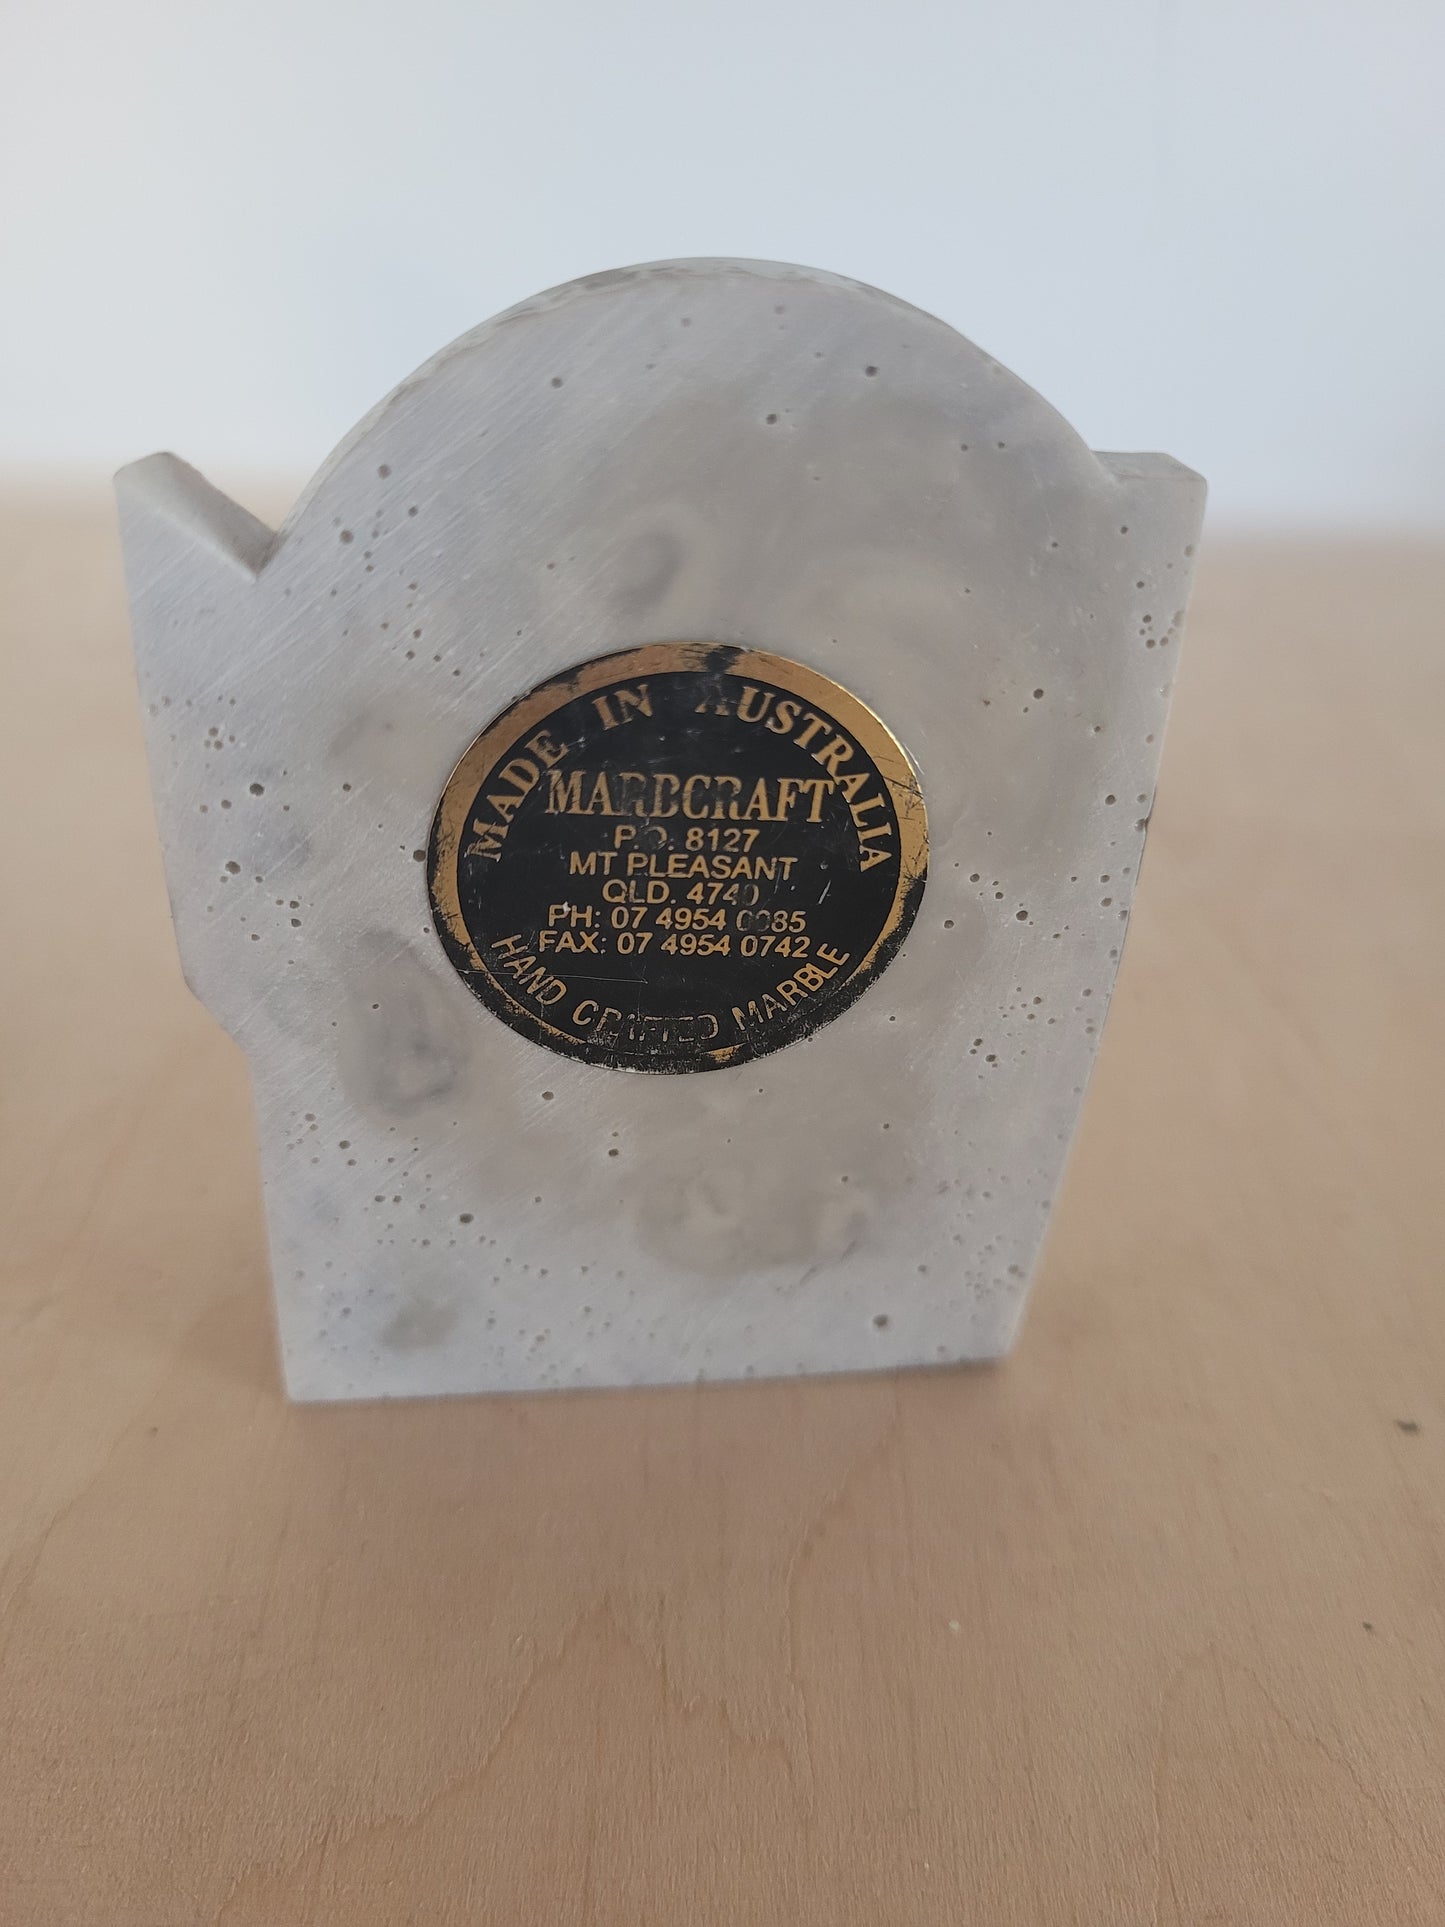 MADE IN AUSTRALIA
MARBCRAFT
P.O. 8127
MT PLEASANT
QLD. 4740
PH: 07 4954 0085
FAX: 07 4954 0742
HAND CRAFTED MARBLE